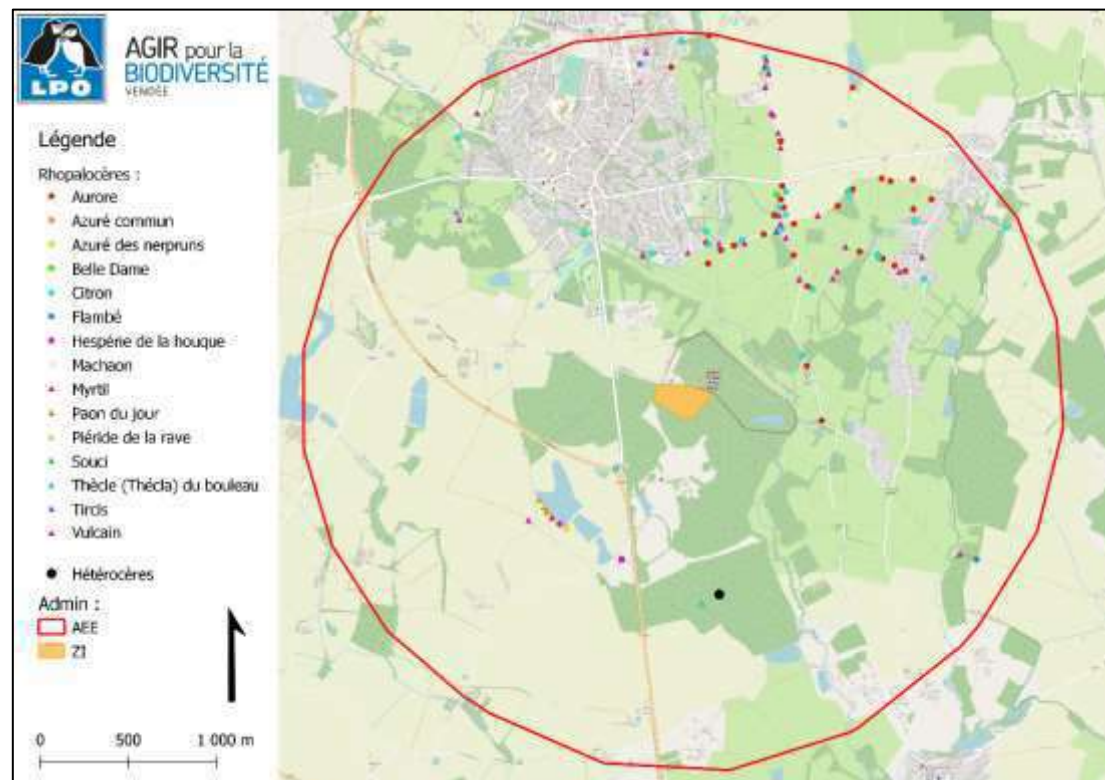 LPO
AGIR pour la
BIODIVERSITÉ
VENDÉE
Légende
Rhopalocères :
Aurore
Azuré commun
Azuré des nerpruns
Belle Dame
Citron
Flambé
Hespérie de la houque
Machaon
Myrtil
Paon du jour
Piéride de la rave
Souci
Thècle (Thécla) du bouleau
Tircis
Vulcain
Hétérocères
Admin :
AEE
ZI
0 500 1 000 m